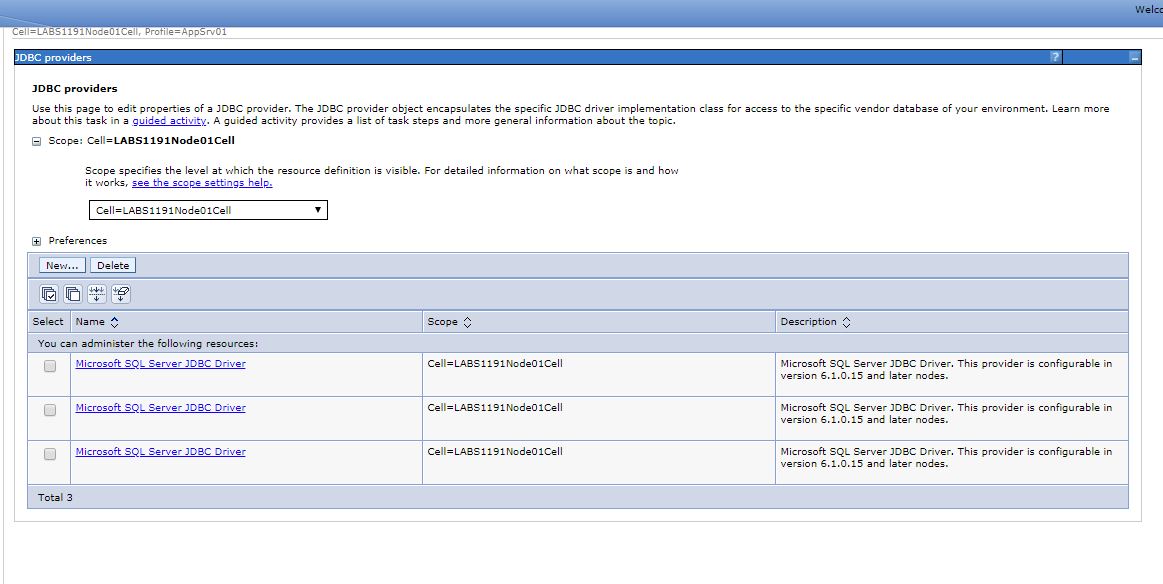 Welco
Cell=LABS1191Node01Cell, Profile=AppSrv01
JDBC providers
?
JDBC providers
Use this page to edit properties of a JDBC provider. The JDBC provider object encapsulates the specific JDBC driver implementation class for access to the specific vendor database of your environment. Learn more
about this task in a guided activity. A guided activity provides a list of task steps and more general information about the topic.
Scope: Cell=LABS1191Node01Cell
Scope specifies the level at which the resource definition is visible. For detailed information on what scope is and how
it works, see the scope settings help.
Cell=LABS1191Node01Cell
Preferences
New... Delete
Select Name Scope Description
You can administer the following resources:
Microsoft SQL Server JDBC Driver Cell=LABS1191Node01Cell Microsoft SQL Server JDBC Driver. This provider is configurable in
version 6.1.0.15 and later nodes.
Microsoft SQL Server JDBC Driver Cell=LABS1191Node01Cell Microsoft SQL Server JDBC Driver. This provider is configurable in
version 6.1.0.15 and later nodes.
Microsoft SQL Server JDBC Driver Cell=LABS1191Node01Cell Microsoft SQL Server JDBC Driver. This provider is configurable in
version 6.1.0.15 and later nodes.
Total 3